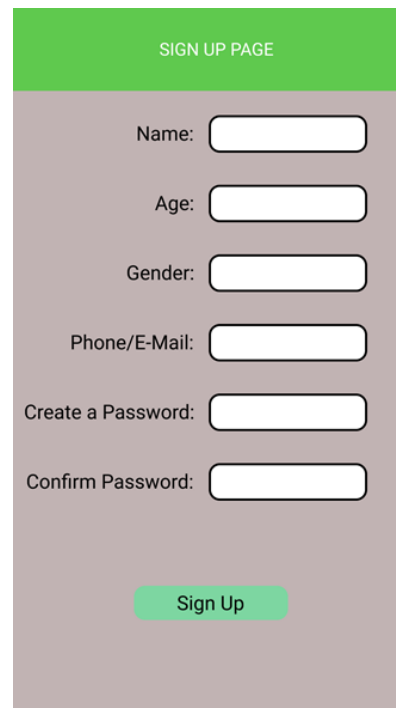 SIGN UP PAGE
Name:
Age:
Gender:
Phone/E-Mail:
Create a Password:
Confirm Password:
Sign Up